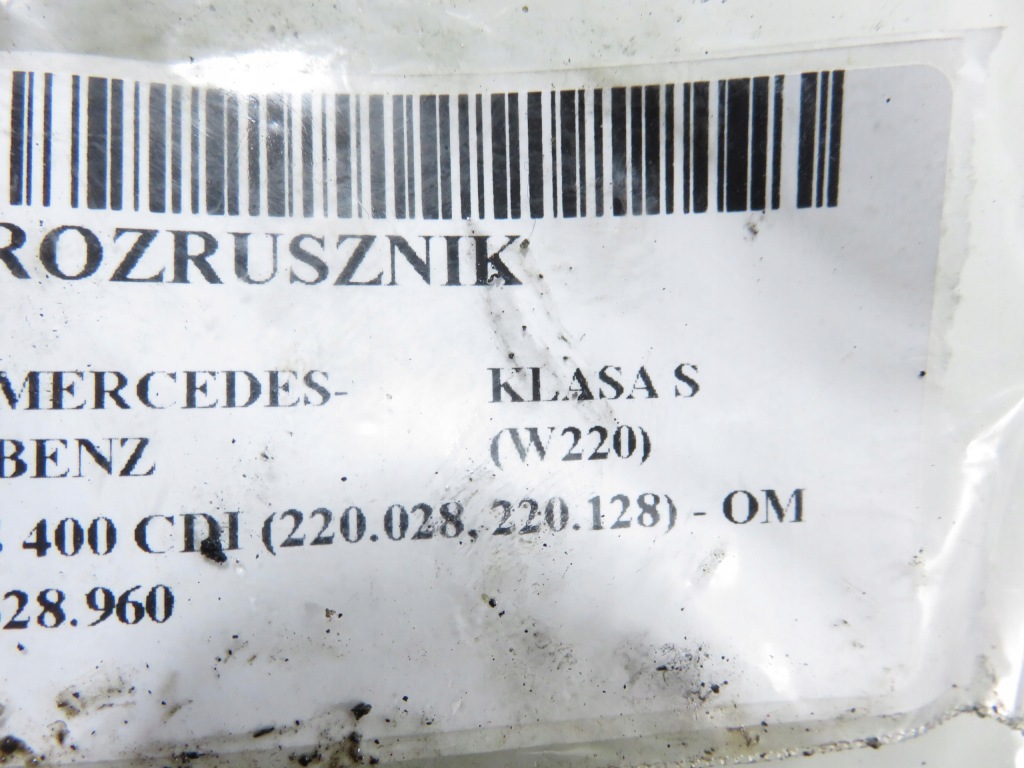 ROZRUSZNIK
MERCEDES- KLASA S
BENZ (W220)
400 CDI (220.028, 220.128) - OM
28.960